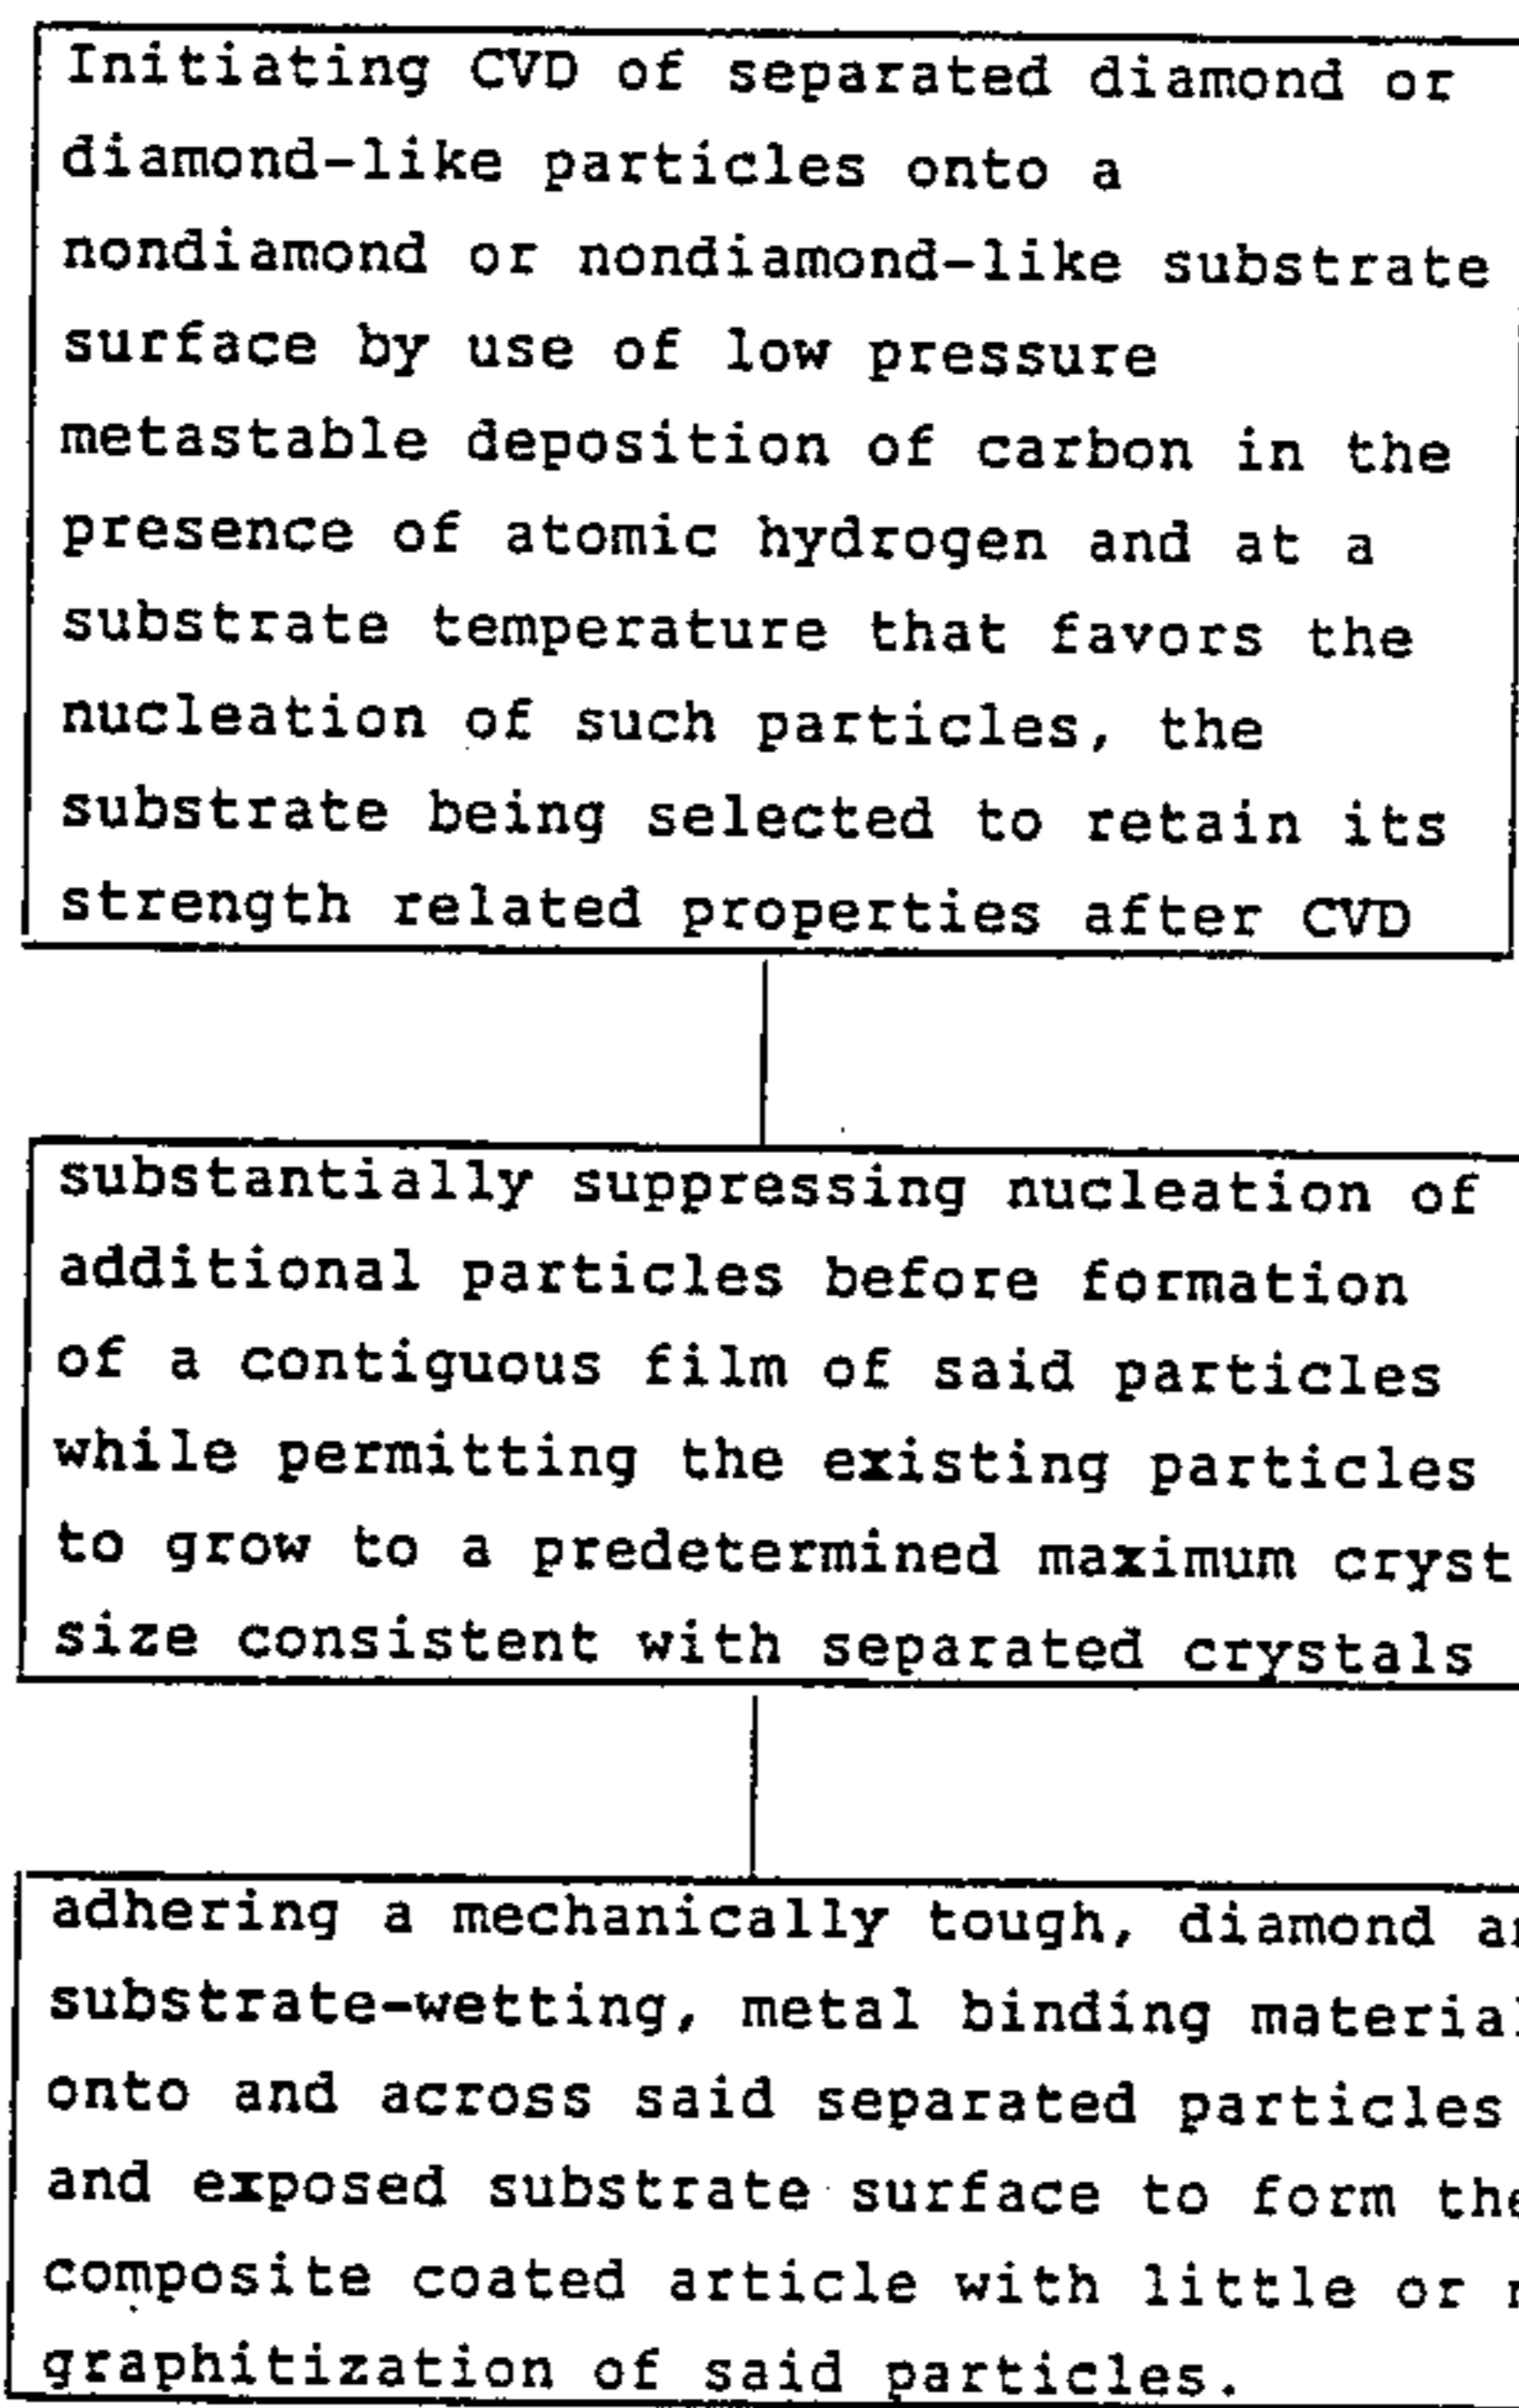 Initiating CVD of separated diamond or
diamond-like particles onto a
nondiamond or nondiamond-like substrate
surface by use of low pressure
metastable deposition of carbon in the
presence of atomic hydrogen and at a
substrate temperature that favors the
nucleation of such particles, the
substrate being selected to retain its
strength related properties after CVD
substantially suppressing nucleation of
additional particles before formation
of a contiguous film of said particles
while permitting the existing particles
to grow to a predetermined maximum cryst
size consistent with separated crystals
adhering a mechanically tough, diamond
substrate-wetting, metal binding material
onto and across said separated particles
and exposed substrate surface to form the
composite coated article with little or
graphitization of said particles.